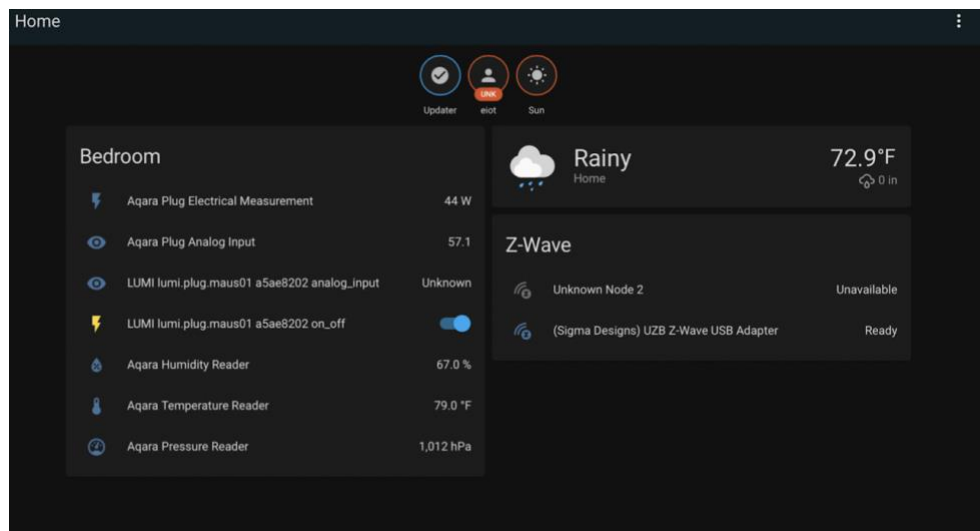 Home
UNK
Updater eiot Sun
Bedroom
Aqara Plug Electrical Measurement 44 W
Aqara Plug Analog Input 57.1
LUMI lumi.plug.maus01 a5ae8202 analog_input Unknown
LUMI lumi.plug.maus01 a5ae8202 on_off
Aqara Humidity Reader 67.0 %
Aqara Temperature Reader 79.0 °F
Aqara Pressure Reader 1,012 hPa
Rainy 72.9°F
Home 0 in
Z-Wave
Unknown Node 2 Unavailable
(Sigma Designs) UZB Z-Wave USB Adapter Ready